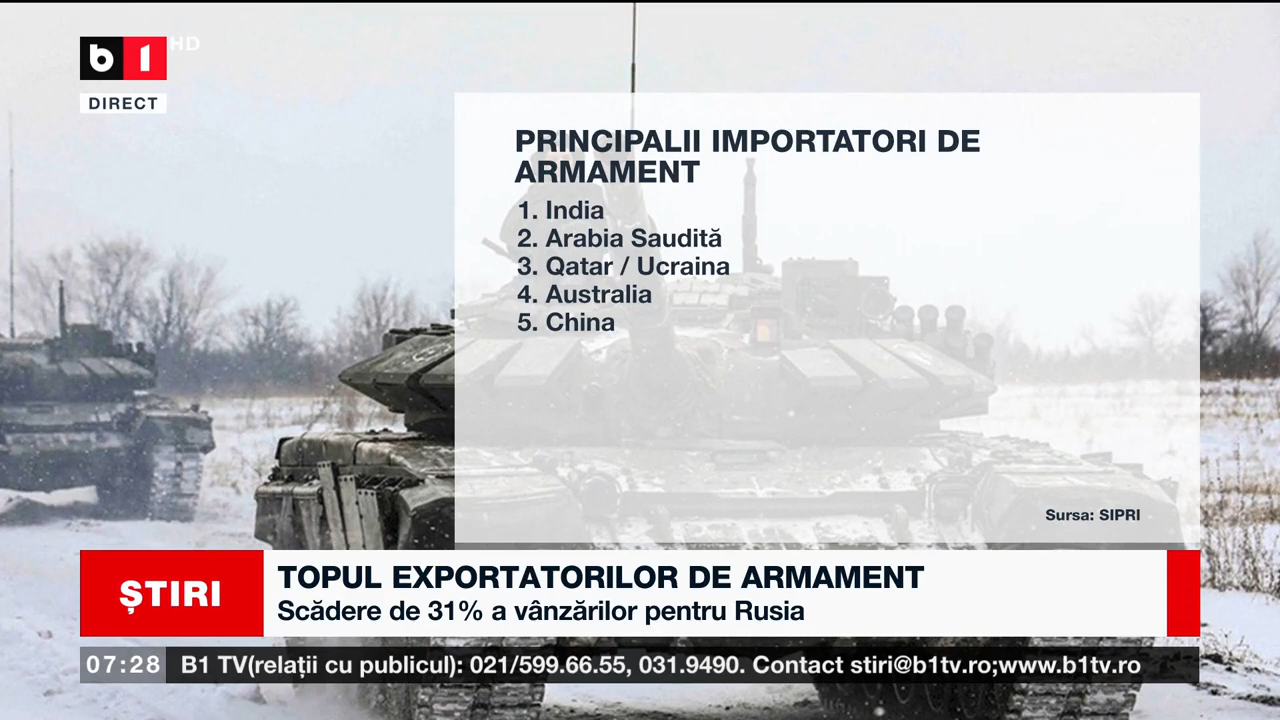 b1 HD
DIRECT
PRINCIPALII IMPORTATORI DE
ARMAMENT
1. India
2. Arabia Saudită
3. Qatar / Ucraina
4. Australia
5. China
Sursa: SIPRI
ȘTIRI
TOPUL EXPORTATORILOR DE ARMAMENT
Scădere de 31% a vânzărilor pentru Rusia
07:28 B1 TV(relații cu publicul): 021/599.66.55, 031.9490. Contact stiri@b1tv.ro;www.b1tv.ro